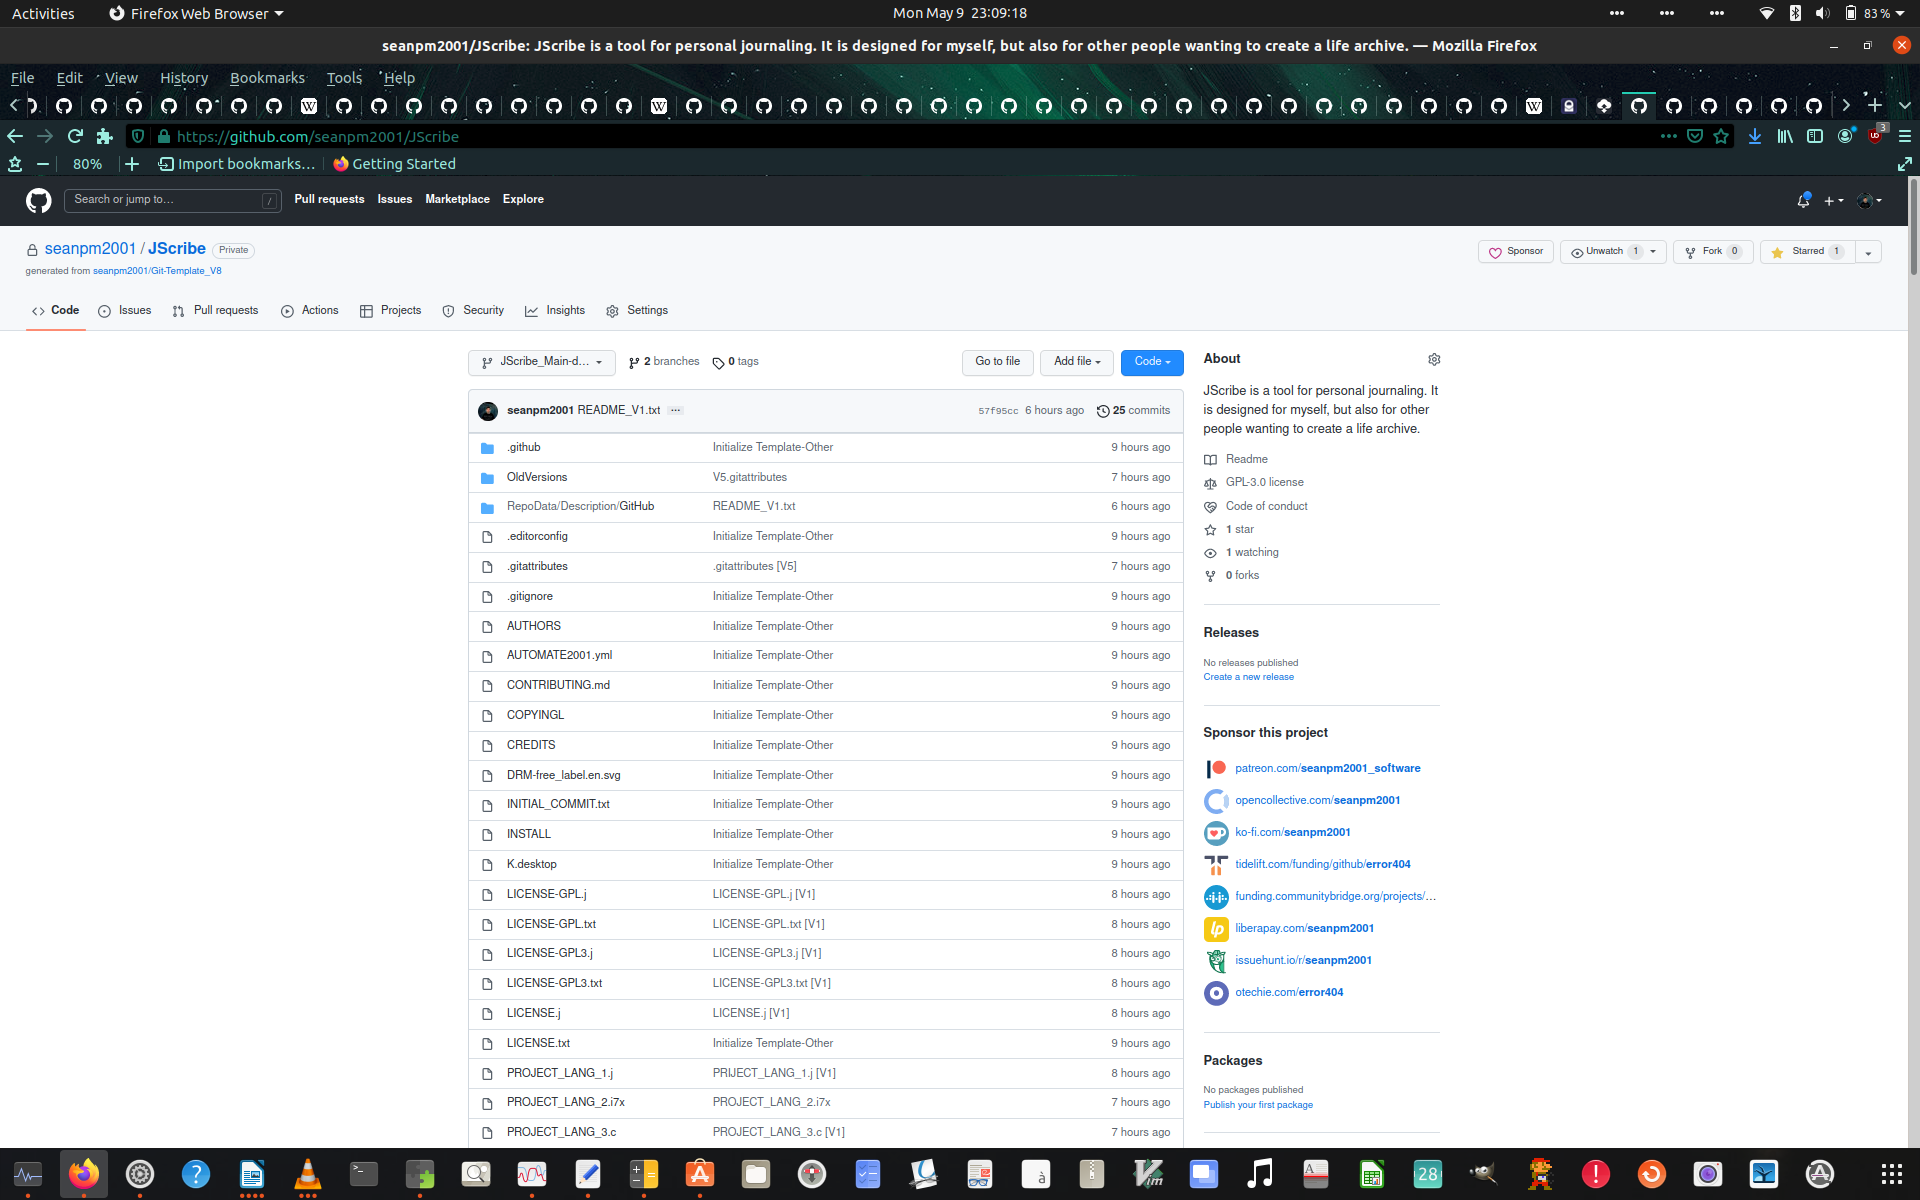 Activities
Firefox Web Browser
Mon May 9  23:09:18
83 %
seanpm2001/JScribe: JScribe is a tool for personal journaling. It is designed for myself, but also for other people wanting to create a life archive. — Mozilla Firefox
File Edit View History Bookmarks Tools Help
https://github.com/seanpm2001/JScribe
3
80%
Import bookmarks...
Getting Started
Search or jump to...
/
Pull requests Issues Marketplace Explore
seanpm2001 / JScribe Private
generated from seanpm2001/Git-Template_V8
Sponsor
Unwatch 1
Fork 0
Starred 1
Code Issues Pull requests Actions Projects Security Insights Settings
JScribe_Main-d... 2 branches 0 tags
Go to file Add file Code
seanpm2001 README_V1.txt ... 57f95cc 6 hours ago 25 commits
.github Initialize Template-Other 9 hours ago
OldVersions V5.gitattributes 7 hours ago
RepoData/Description/GitHub README_V1.txt 6 hours ago
.editorconfig Initialize Template-Other 9 hours ago
.gitattributes .gitattributes [V5] 7 hours ago
.gitignore Initialize Template-Other 9 hours ago
AUTHORS Initialize Template-Other 9 hours ago
AUTOMATE2001.yml Initialize Template-Other 9 hours ago
CONTRIBUTING.md Initialize Template-Other 9 hours ago
COPYINGL Initialize Template-Other 9 hours ago
CREDITS Initialize Template-Other 9 hours ago
DRM-free_label.en.svg Initialize Template-Other 9 hours ago
INITIAL_COMMIT.txt Initialize Template-Other 9 hours ago
INSTALL Initialize Template-Other 9 hours ago
K.desktop Initialize Template-Other 9 hours ago
LICENSE-GPL.j LICENSE-GPL.j [V1] 8 hours ago
LICENSE-GPL.txt LICENSE-GPL.txt [V1] 8 hours ago
LICENSE-GPL3.j LICENSE-GPL3.j [V1] 8 hours ago
LICENSE-GPL3.txt LICENSE-GPL3.txt [V1] 8 hours ago
LICENSE.j LICENSE.j [V1] 8 hours ago
LICENSE.txt Initialize Template-Other 9 hours ago
PROJECT_LANG_1.j PRIJECT_LANG_1.j [V1] 8 hours ago
PROJECT_LANG_2.i7x PROJECT_LANG_2.i7x 7 hours ago
PROJECT_LANG_3.c PROJECT_LANG_3.c [V1] 7 hours ago
About
JScribe is a tool for personal journaling. It
is designed for myself, but also for other
people wanting to create a life archive.
Readme
GPL-3.0 license
Code of conduct
1 star
1 watching
0 forks
Releases
No releases published
Create a new release
Sponsor this project
patreon.com/seanpm2001_software
opencollective.com/seanpm2001
ko-fi.com/seanpm2001
tidelift.com/funding/github/error404
funding.communitybridge.org/projects/...
lp
liberapay.com/seanpm2001
issuehunt.io/r/seanpm2001
otechie.com/error404
Packages
No packages published
Publish your first package
?
>_
à
Vim
A
28
!